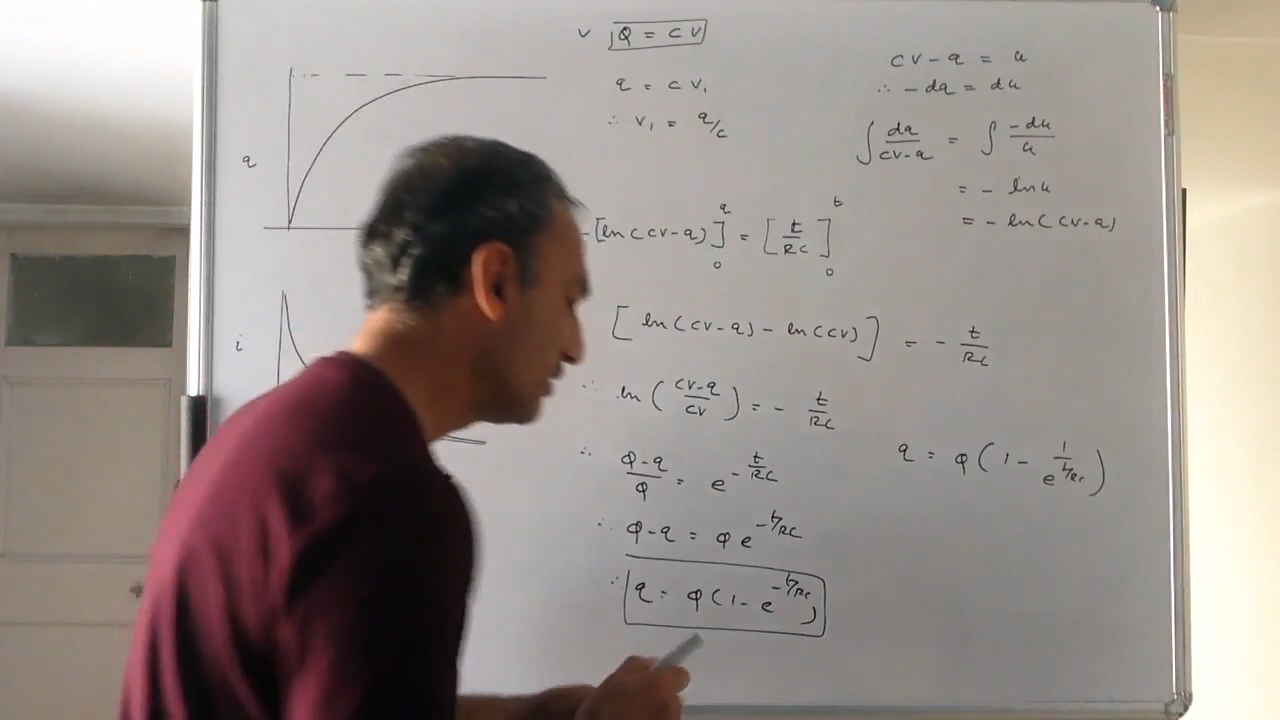 v Q = CV
q = CV₁
∴ V₁ = q/C
CV - q = u
∴ -dq = du
∫ dq/(CV-q) = ∫ -du/u
= - ln u
= - ln(CV-q)
q
-[ln(CV-q)]₀^q = [t/RC]₀^t
i
[ln(CV-q) - ln(CV)] = - t/RC
∴ ln((CV-q)/CV) = - t/RC
∴ (Q-q)/Q = e^(-t/RC)
q = Q(1 - 1/e^(t/RC))
∴ Q-q = Q e^(-t/RC)
∴ q = Q(1 - e^(-t/RC))